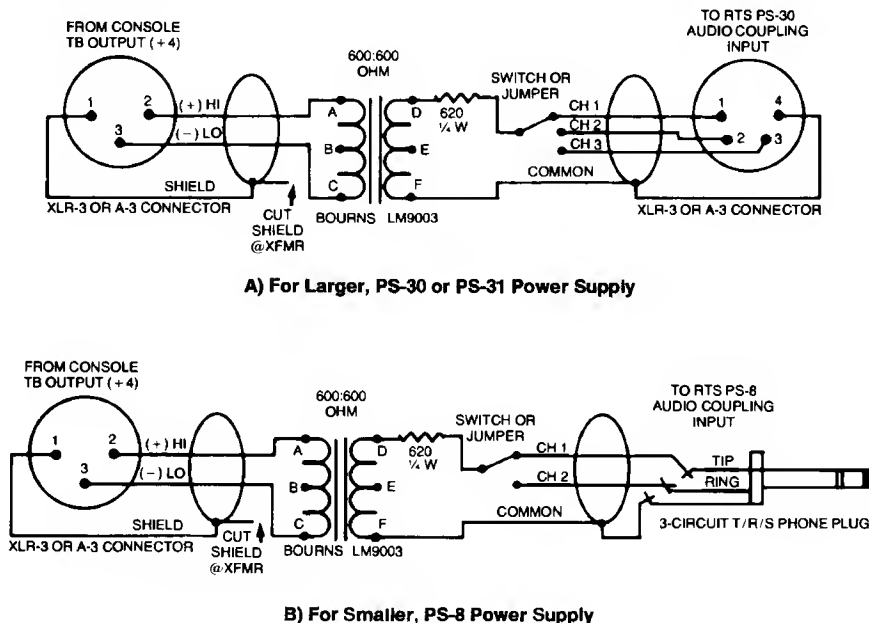 FROM CONSOLE
TB OUTPUT (+4)
1
2
3
(+) HI
(−) LO
SHIELD
XLR-3 OR A-3 CONNECTOR
CUT
SHIELD
@XFMR
600:600
OHM
A
B
C
D
E
F
BOURNS LM9003
620
¼ W
SWITCH OR
JUMPER
CH 1
CH 2
CH 3
COMMON
TO RTS PS-30
AUDIO COUPLING
INPUT
1
4
2
3
XLR-3 OR A-3 CONNECTOR
A) For Larger, PS-30 or PS-31 Power Supply
FROM CONSOLE
TB OUTPUT (+4)
1
2
3
(+) HI
(−) LO
SHIELD
XLR-3 OR A-3 CONNECTOR
CUT
SHIELD
@XFMR
600:600
OHM
A
B
C
D
E
F
BOURNS LM9003
620
¼ W
SWITCH OR
JUMPER
CH 1
CH 2
COMMON
TO RTS PS-8
AUDIO COUPLING
INPUT
TIP
RING
3-CIRCUIT T/R/S PHONE PLUG
B) For Smaller, PS-8 Power Supply